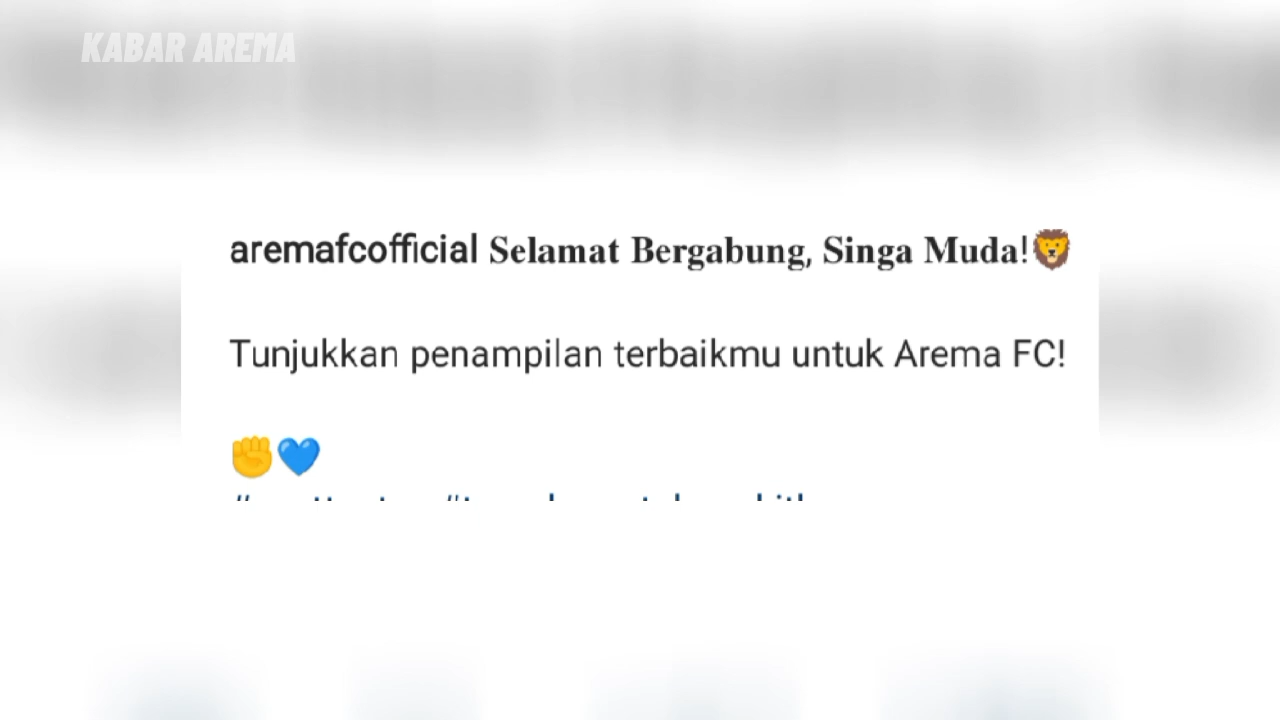 KABAR AREMA
aremafcofficial Selamat Bergabung, Singa Muda!🦁
Tunjukkan penampilan terbaikmu untuk Arema FC!
✊💙